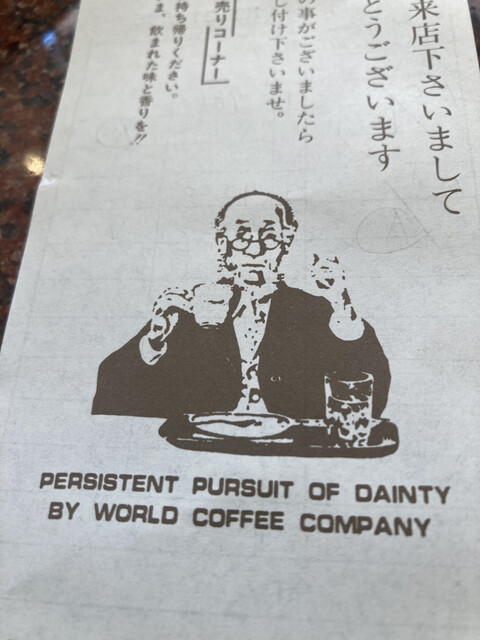 来店下さいまして
とうございます
の事がございましたら
し付け下さいませ。
売りコーナー
持ち帰りください。
ま、飲まれた味と香りを!!
PERSISTENT PURSUIT OF DAINTY
BY WORLD COFFEE COMPANY